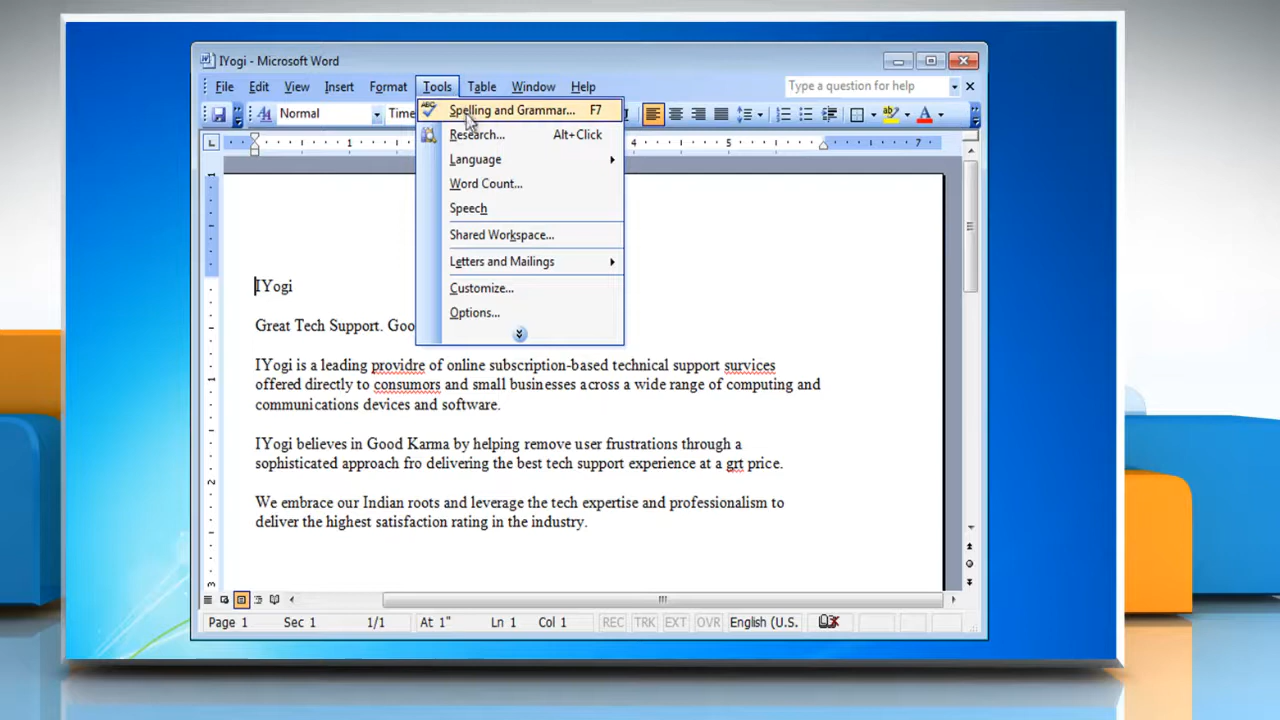 IYogi - Microsoft Word
File Edit View Insert Format Tools Table Window Help Type a question for help
Normal Times
Spelling and Grammar... F7
Research... Alt+Click
Language
Word Count...
Speech
Shared Workspace...
Letters and Mailings
Customize...
Options...
1 4 5 7
IYogi
Great Tech Support. Goo
IYogi is a leading providre of online subscription-based technical support survices
offered directly to consumors and small businesses across a wide range of computing and
communications devices and software.
IYogi believes in Good Karma by helping remove user frustrations through a
sophisticated approach fro delivering the best tech support experience at a grt price.
We embrace our Indian roots and leverage the tech expertise and professionalism to
deliver the highest satisfaction rating in the industry.
Page 1 Sec 1 1/1 At 1" Ln 1 Col 1 REC TRK EXT OVR English (U.S.